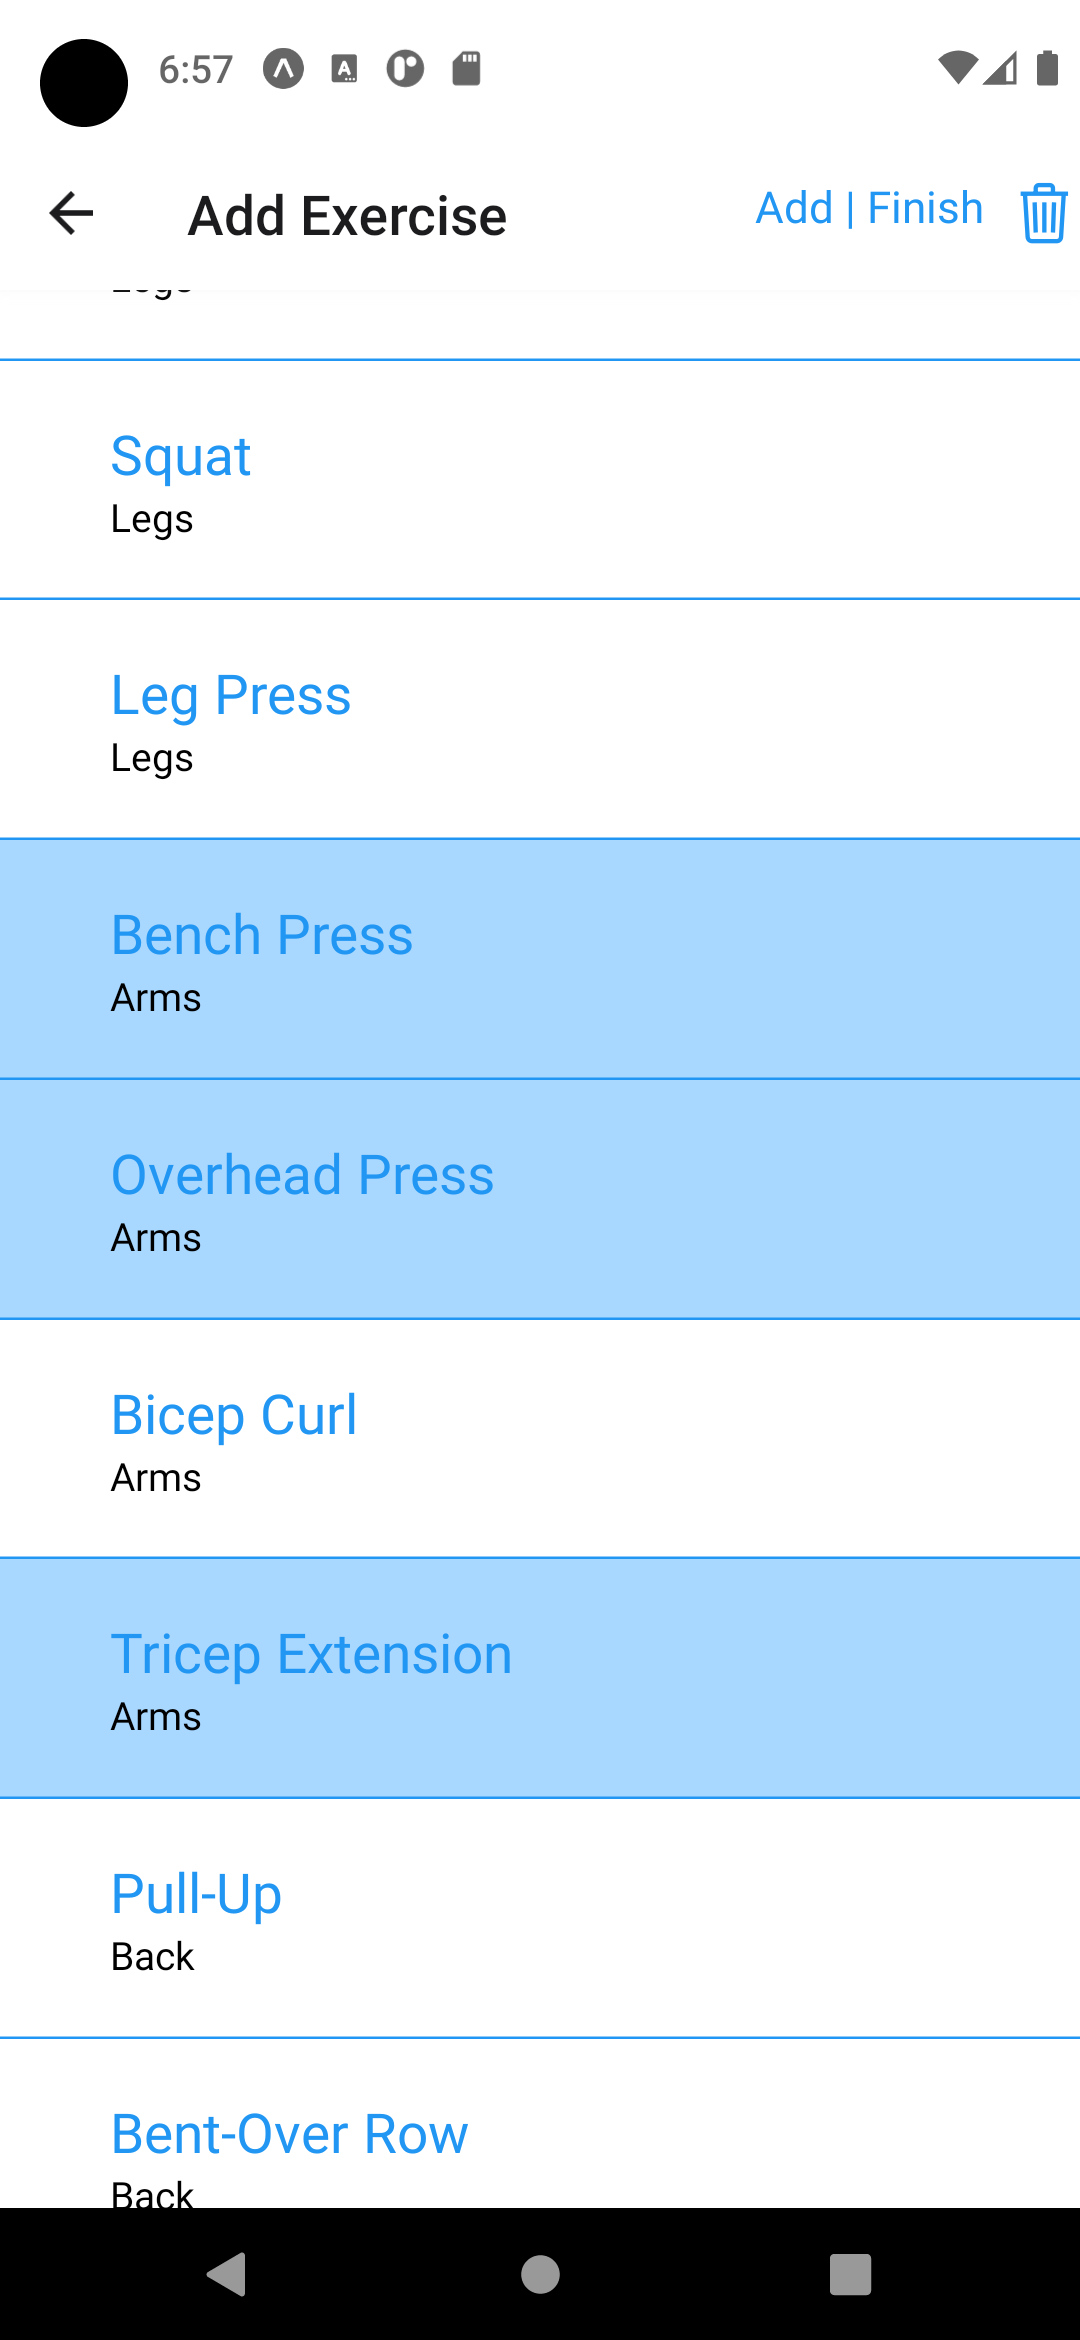 6:57
Add Exercise
Add | Finish
Legs
Squat
Legs
Leg Press
Legs
Bench Press
Arms
Overhead Press
Arms
Bicep Curl
Arms
Tricep Extension
Arms
Pull-Up
Back
Bent-Over Row
Back